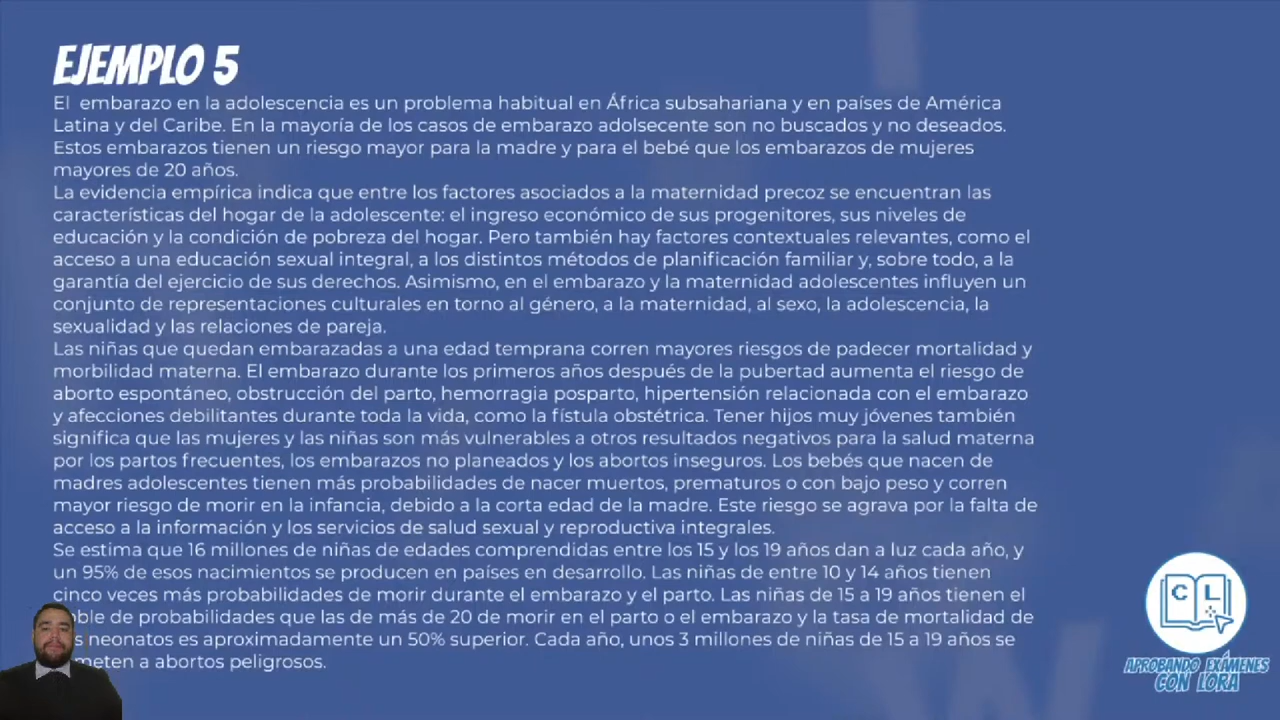 EJEMPLO 5
El embarazo en la adolescencia es un problema habitual en África subsahariana y en países de América
Latina y del Caribe. En la mayoría de los casos de embarazo adolsecente son no buscados y no deseados.
Estos embarazos tienen un riesgo mayor para la madre y para el bebé que los embarazos de mujeres
mayores de 20 años.
La evidencia empírica indica que entre los factores asociados a la maternidad precoz se encuentran las
características del hogar de la adolescente: el ingreso económico de sus progenitores, sus niveles de
educación y la condición de pobreza del hogar. Pero también hay factores contextuales relevantes, como el
acceso a una educación sexual integral, a los distintos métodos de planificación familiar y, sobre todo, a la
garantía del ejercicio de sus derechos. Asimismo, en el embarazo y la maternidad adolescentes influyen un
conjunto de representaciones culturales en torno al género, a la maternidad, al sexo, la adolescencia, la
sexualidad y las relaciones de pareja.
Las niñas que quedan embarazadas a una edad temprana corren mayores riesgos de padecer mortalidad y
morbilidad materna. El embarazo durante los primeros años después de la pubertad aumenta el riesgo de
aborto espontáneo, obstrucción del parto, hemorragia posparto, hipertensión relacionada con el embarazo
y afecciones debilitantes durante toda la vida, como la fístula obstétrica. Tener hijos muy jóvenes también
significa que las mujeres y las niñas son más vulnerables a otros resultados negativos para la salud materna
por los partos frecuentes, los embarazos no planeados y los abortos inseguros. Los bebés que nacen de
madres adolescentes tienen más probabilidades de nacer muertos, prematuros o con bajo peso y corren
mayor riesgo de morir en la infancia, debido a la corta edad de la madre. Este riesgo se agrava por la falta de
acceso a la información y los servicios de salud sexual y reproductiva integrales.
Se estima que 16 millones de niñas de edades comprendidas entre los 15 y los 19 años dan a luz cada año, y
un 95% de esos nacimientos se producen en países en desarrollo. Las niñas de entre 10 y 14 años tienen
cinco veces más probabilidades de morir durante el embarazo y el parto. Las niñas de 15 a 19 años tienen el
de probabilidades que las de más de 20 de morir en el parto o el embarazo y la tasa de mortalidad de
neonatos es aproximadamente un 50% superior. Cada año, unos 3 millones de niñas de 15 a 19 años se
a abortos peligrosos.
C L
APROBANDO EXÁMENES
CON LORA